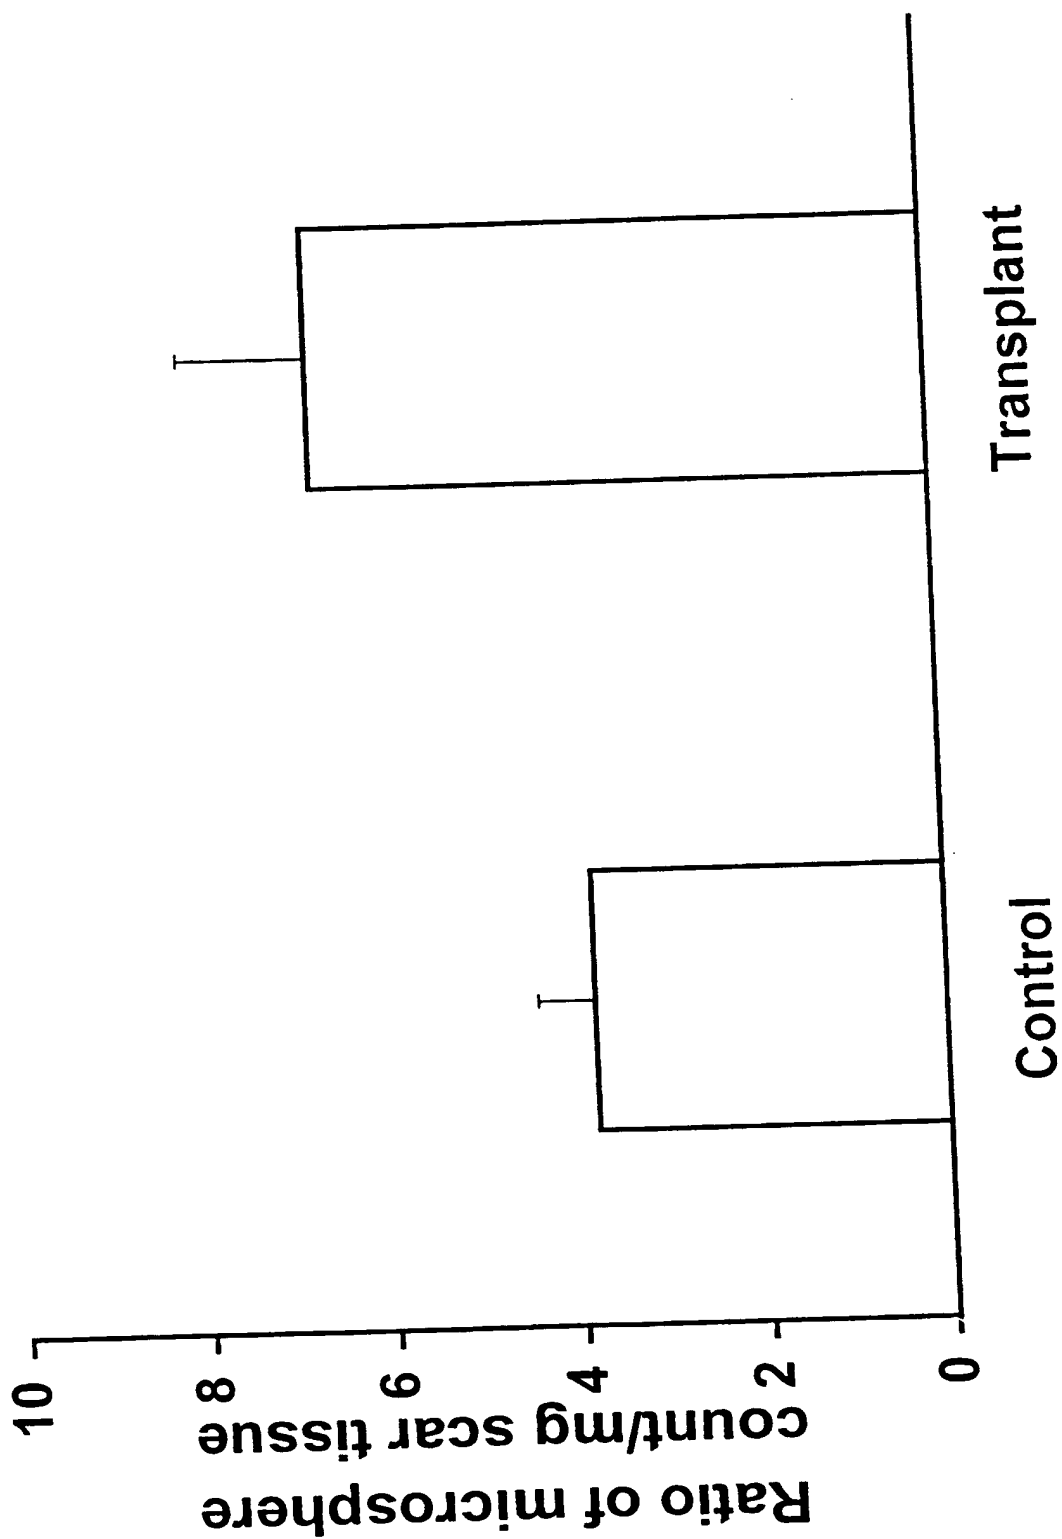 Ratio of microsphere
count/mg scar tissue
10
8
6
4
2
0
Control
Transplant